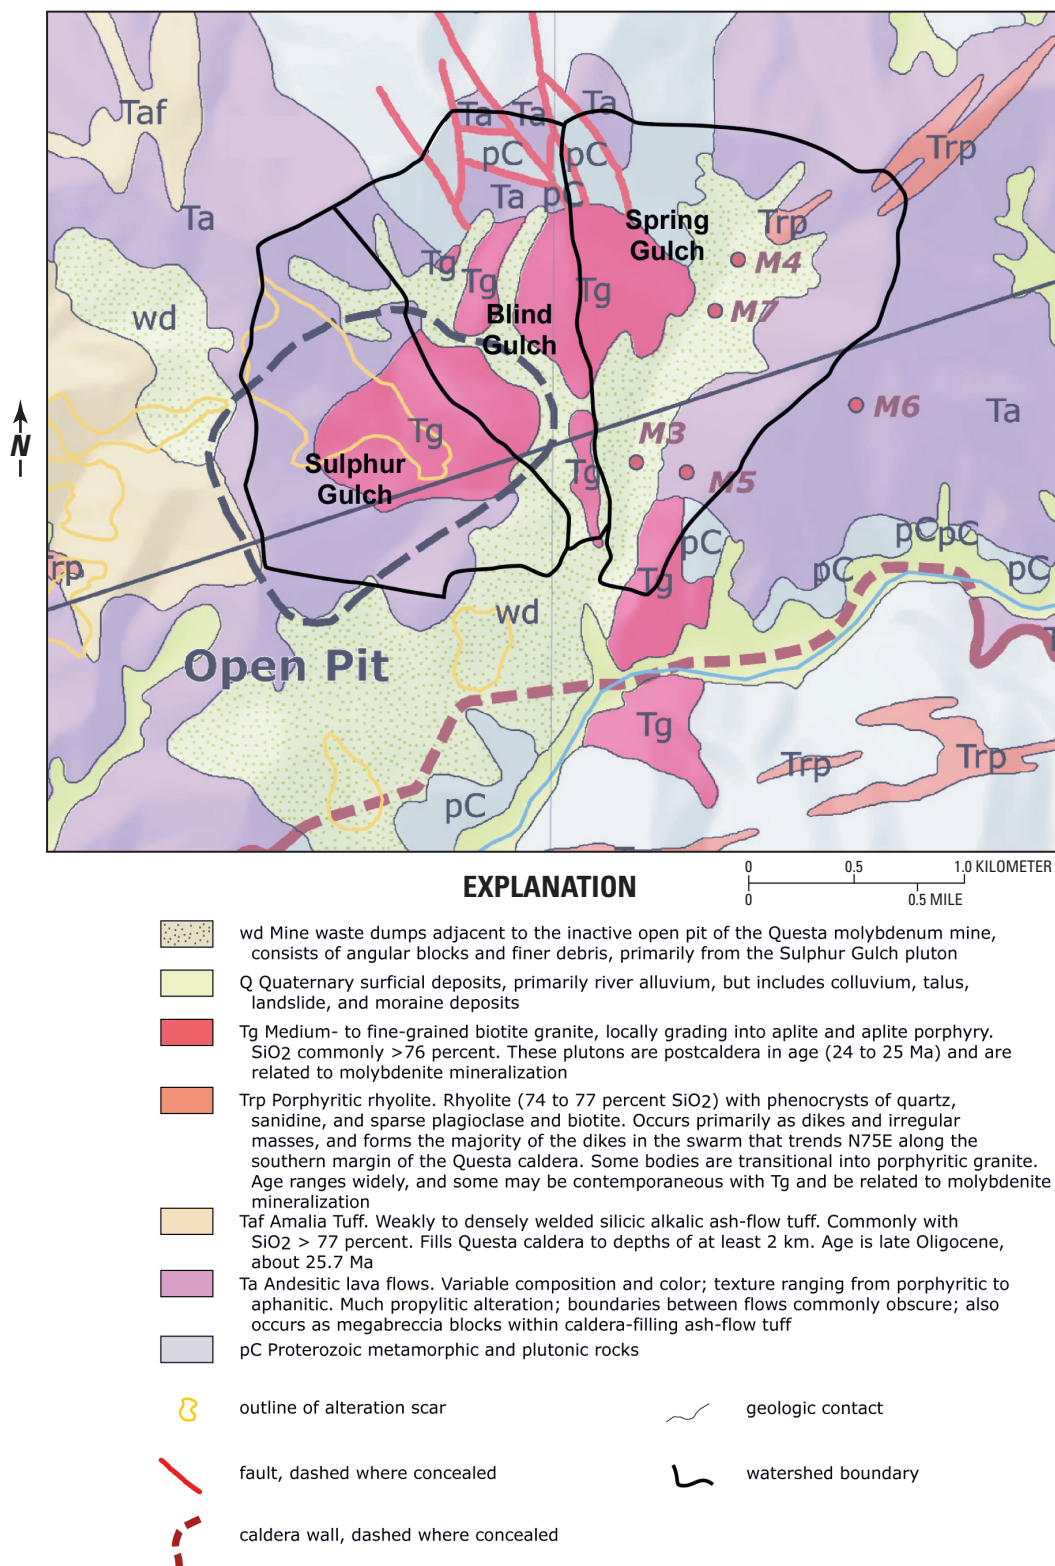 Taf
Ta
Ta
Ta
Trp
pC
pC
Ta
pC
Spring
Gulch
Trp
Ta
Tg
Tg
Tg
M4
wd
Blind
Gulch
M7
N
Tg
M3
M6
Ta
Sulphur
Gulch
Tg
M5
pC
pC
pC
pC
pC
rp
Tg
wd
Open Pit
Tg
Trp
Trp
pC
EXPLANATION
0 0.5 1.0 KILOMETER
0 0.5 MILE
wd Mine waste dumps adjacent to the inactive open pit of the Questa molybdenum mine,
consists of angular blocks and finer debris, primarily from the Sulphur Gulch pluton
Q Quaternary surficial deposits, primarily river alluvium, but includes colluvium, talus,
landslide, and moraine deposits
Tg Medium- to fine-grained biotite granite, locally grading into aplite and aplite porphyry.
SiO2 commonly >76 percent. These plutons are postcaldera in age (24 to 25 Ma) and are
related to molybdenite mineralization
Trp Porphyritic rhyolite. Rhyolite (74 to 77 percent SiO2) with phenocrysts of quartz,
sanidine, and sparse plagioclase and biotite. Occurs primarily as dikes and irregular
masses, and forms the majority of the dikes in the swarm that trends N75E along the
southern margin of the Questa caldera. Some bodies are transitional into porphyritic granite.
Age ranges widely, and some may be contemporaneous with Tg and be related to molybdenite
mineralization
Taf Amalia Tuff. Weakly to densely welded silicic alkalic ash-flow tuff. Commonly with
SiO2 > 77 percent. Fills Questa caldera to depths of at least 2 km. Age is late Oligocene,
about 25.7 Ma
Ta Andesitic lava flows. Variable composition and color; texture ranging from porphyritic to
aphanitic. Much propylitic alteration; boundaries between flows commonly obscure; also
occurs as megabreccia blocks within caldera-filling ash-flow tuff
pC Proterozoic metamorphic and plutonic rocks
outline of alteration scar
geologic contact
fault, dashed where concealed
watershed boundary
caldera wall, dashed where concealed